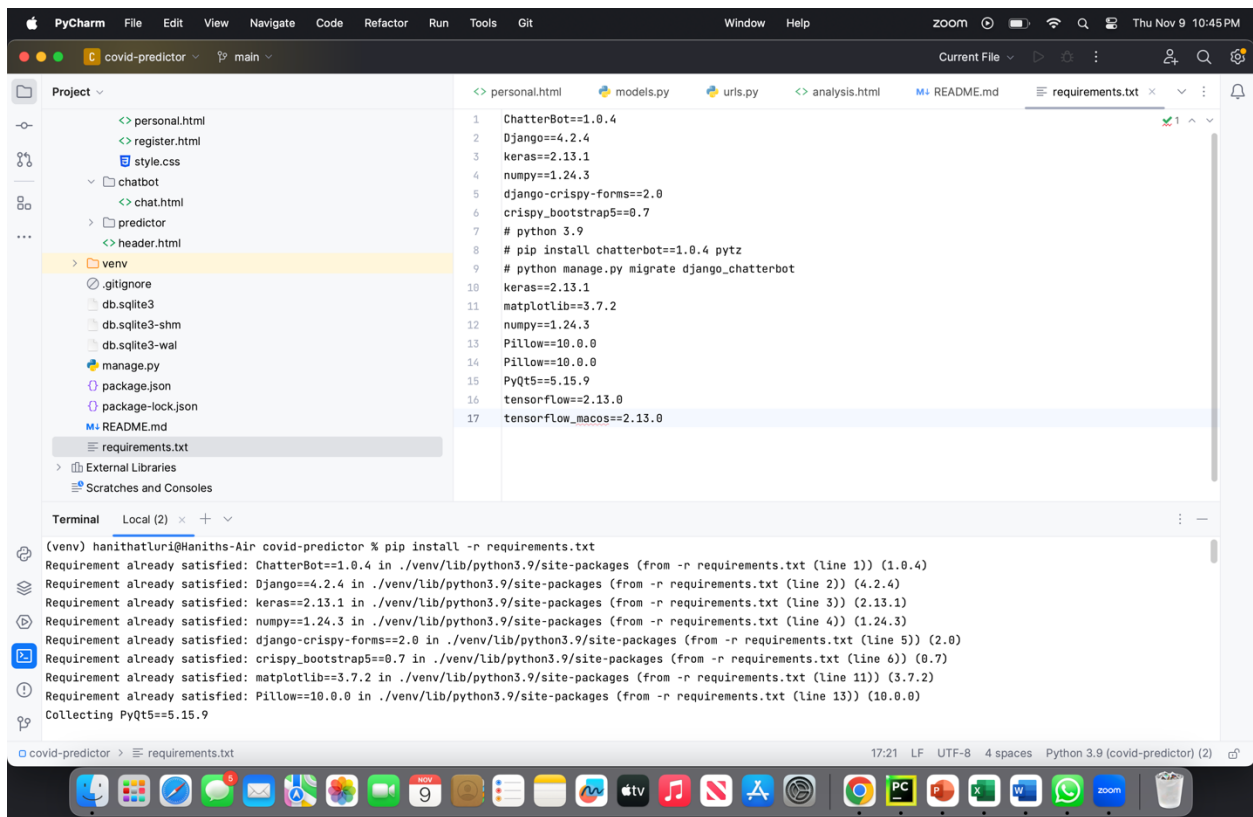 PyCharm File Edit View Navigate Code Refactor Run Tools Git Window Help zoom Thu Nov 9 10:45 PM
C covid-predictor main Current File
Project
personal.html models.py urls.py analysis.html M↓ README.md requirements.txt
<> personal.html
<> register.html
style.css
chatbot
<> chat.html
predictor
<> header.html
venv
.gitignore
db.sqlite3
db.sqlite3-shm
db.sqlite3-wal
manage.py
{} package.json
{} package-lock.json
M↓ README.md
requirements.txt
External Libraries
Scratches and Consoles
1 ChatterBot==1.0.4
2 Django==4.2.4
3 keras==2.13.1
4 numpy==1.24.3
5 django-crispy-forms==2.0
6 crispy_bootstrap5==0.7
7 # python 3.9
8 # pip install chatterbot==1.0.4 pytz
9 # python manage.py migrate django_chatterbot
10 keras==2.13.1
11 matplotlib==3.7.2
12 numpy==1.24.3
13 Pillow==10.0.0
14 Pillow==10.0.0
15 PyQt5==5.15.9
16 tensorflow==2.13.0
17 tensorflow_macos==2.13.0
1
Terminal Local (2)
(venv) hanithatluri@Haniths-Air covid-predictor % pip install -r requirements.txt
Requirement already satisfied: ChatterBot==1.0.4 in ./venv/lib/python3.9/site-packages (from -r requirements.txt (line 1)) (1.0.4)
Requirement already satisfied: Django==4.2.4 in ./venv/lib/python3.9/site-packages (from -r requirements.txt (line 2)) (4.2.4)
Requirement already satisfied: keras==2.13.1 in ./venv/lib/python3.9/site-packages (from -r requirements.txt (line 3)) (2.13.1)
Requirement already satisfied: numpy==1.24.3 in ./venv/lib/python3.9/site-packages (from -r requirements.txt (line 4)) (1.24.3)
Requirement already satisfied: django-crispy-forms==2.0 in ./venv/lib/python3.9/site-packages (from -r requirements.txt (line 5)) (2.0)
Requirement already satisfied: crispy_bootstrap5==0.7 in ./venv/lib/python3.9/site-packages (from -r requirements.txt (line 6)) (0.7)
Requirement already satisfied: matplotlib==3.7.2 in ./venv/lib/python3.9/site-packages (from -r requirements.txt (line 11)) (3.7.2)
Requirement already satisfied: Pillow==10.0.0 in ./venv/lib/python3.9/site-packages (from -r requirements.txt (line 13)) (10.0.0)
Collecting PyQt5==5.15.9
covid-predictor > requirements.txt 17:21 LF UTF-8 4 spaces Python 3.9 (covid-predictor) (2)
5 NOV 9 tv PC P X W zoom